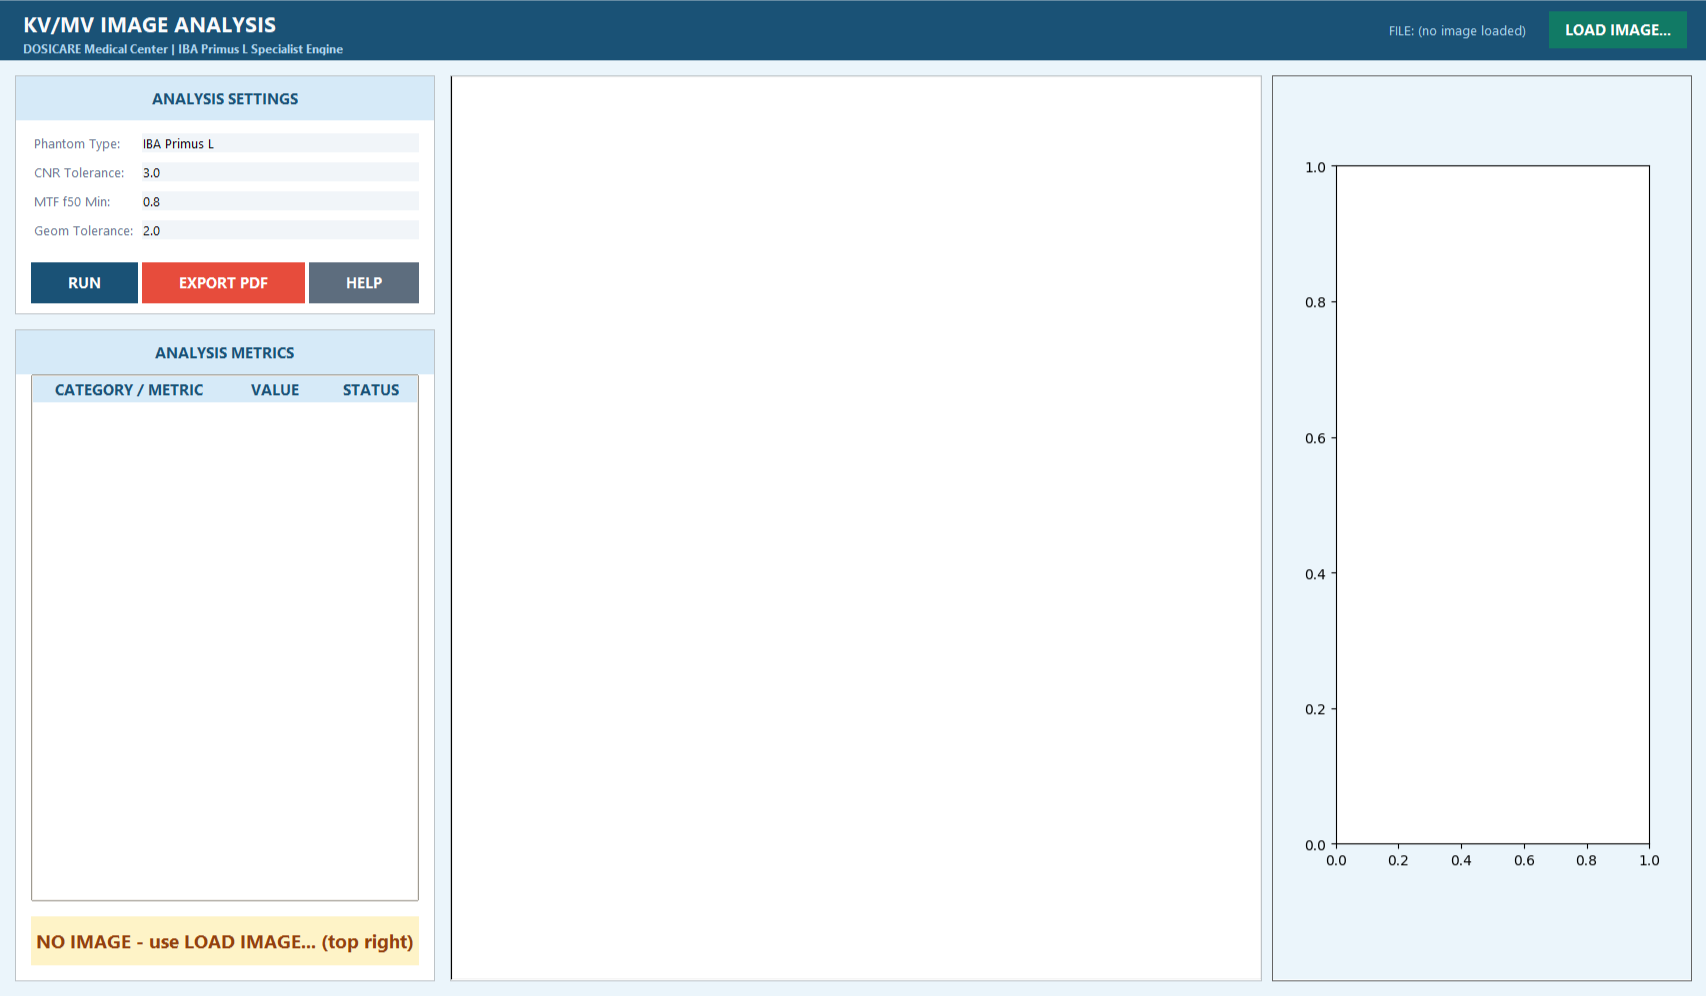 KV/MV IMAGE ANALYSIS
DOSICARE Medical Center | IBA Primus L Specialist Engine
FILE: (no image loaded)
LOAD IMAGE...
ANALYSIS SETTINGS
Phantom Type: IBA Primus L
CNR Tolerance: 3.0
MTF f50 Min: 0.8
Geom Tolerance: 2.0
RUN EXPORT PDF HELP
ANALYSIS METRICS
CATEGORY / METRIC VALUE STATUS
NO IMAGE - use LOAD IMAGE... (top right)
1.0
0.8
0.6
0.4
0.2
0.0
0.0 0.2 0.4 0.6 0.8 1.0